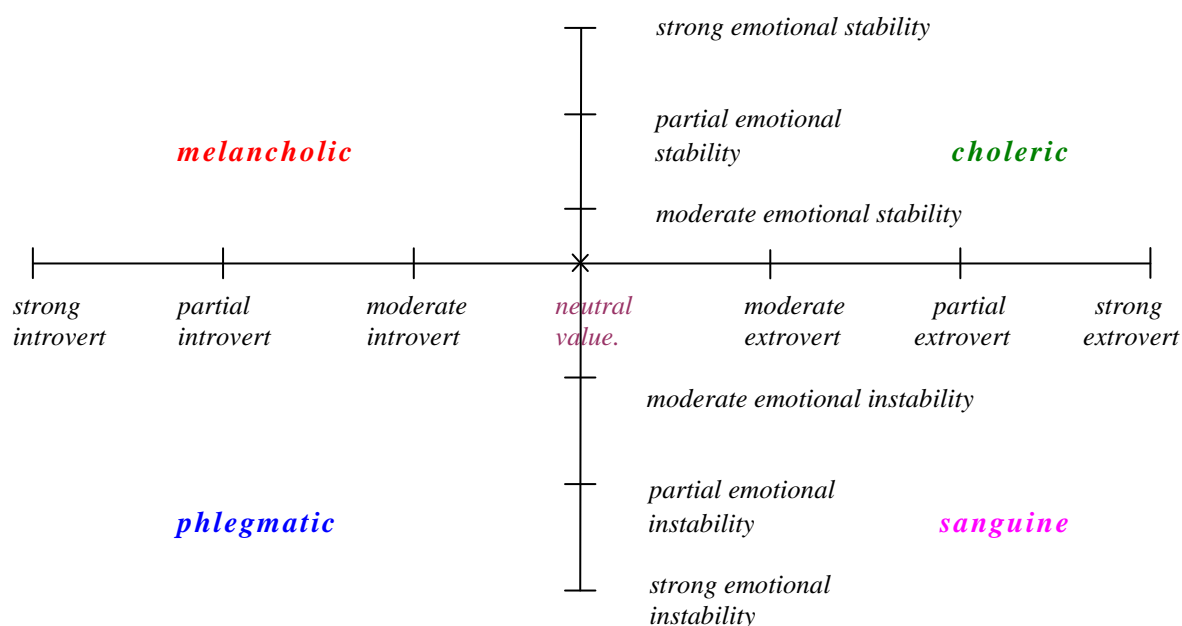 strong emotional stability
partial emotional
stability
melancholic
choleric
moderate emotional stability
strong
introvert
partial
introvert
moderate
introvert
neutral
value.
moderate
extrovert
partial
extrovert
strong
extrovert
moderate emotional instability
partial emotional
instability
phlegmatic
sanguine
strong emotional
instability